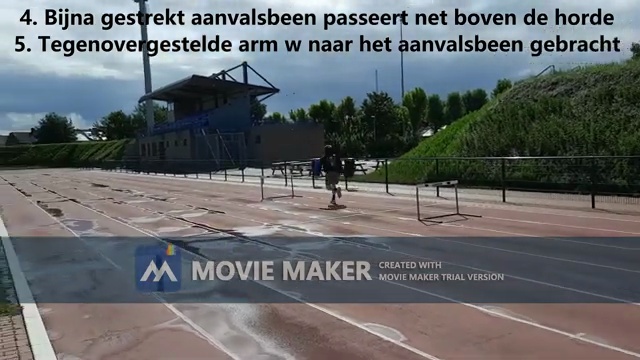 4. Bijna gestrekt aanvalsbeen passeert net boven de horde
5. Tegenovergestelde arm w naar het aanvalsbeen gebracht
MOVIE MAKER
CREATED WITH
MOVIE MAKER TRIAL VERSION